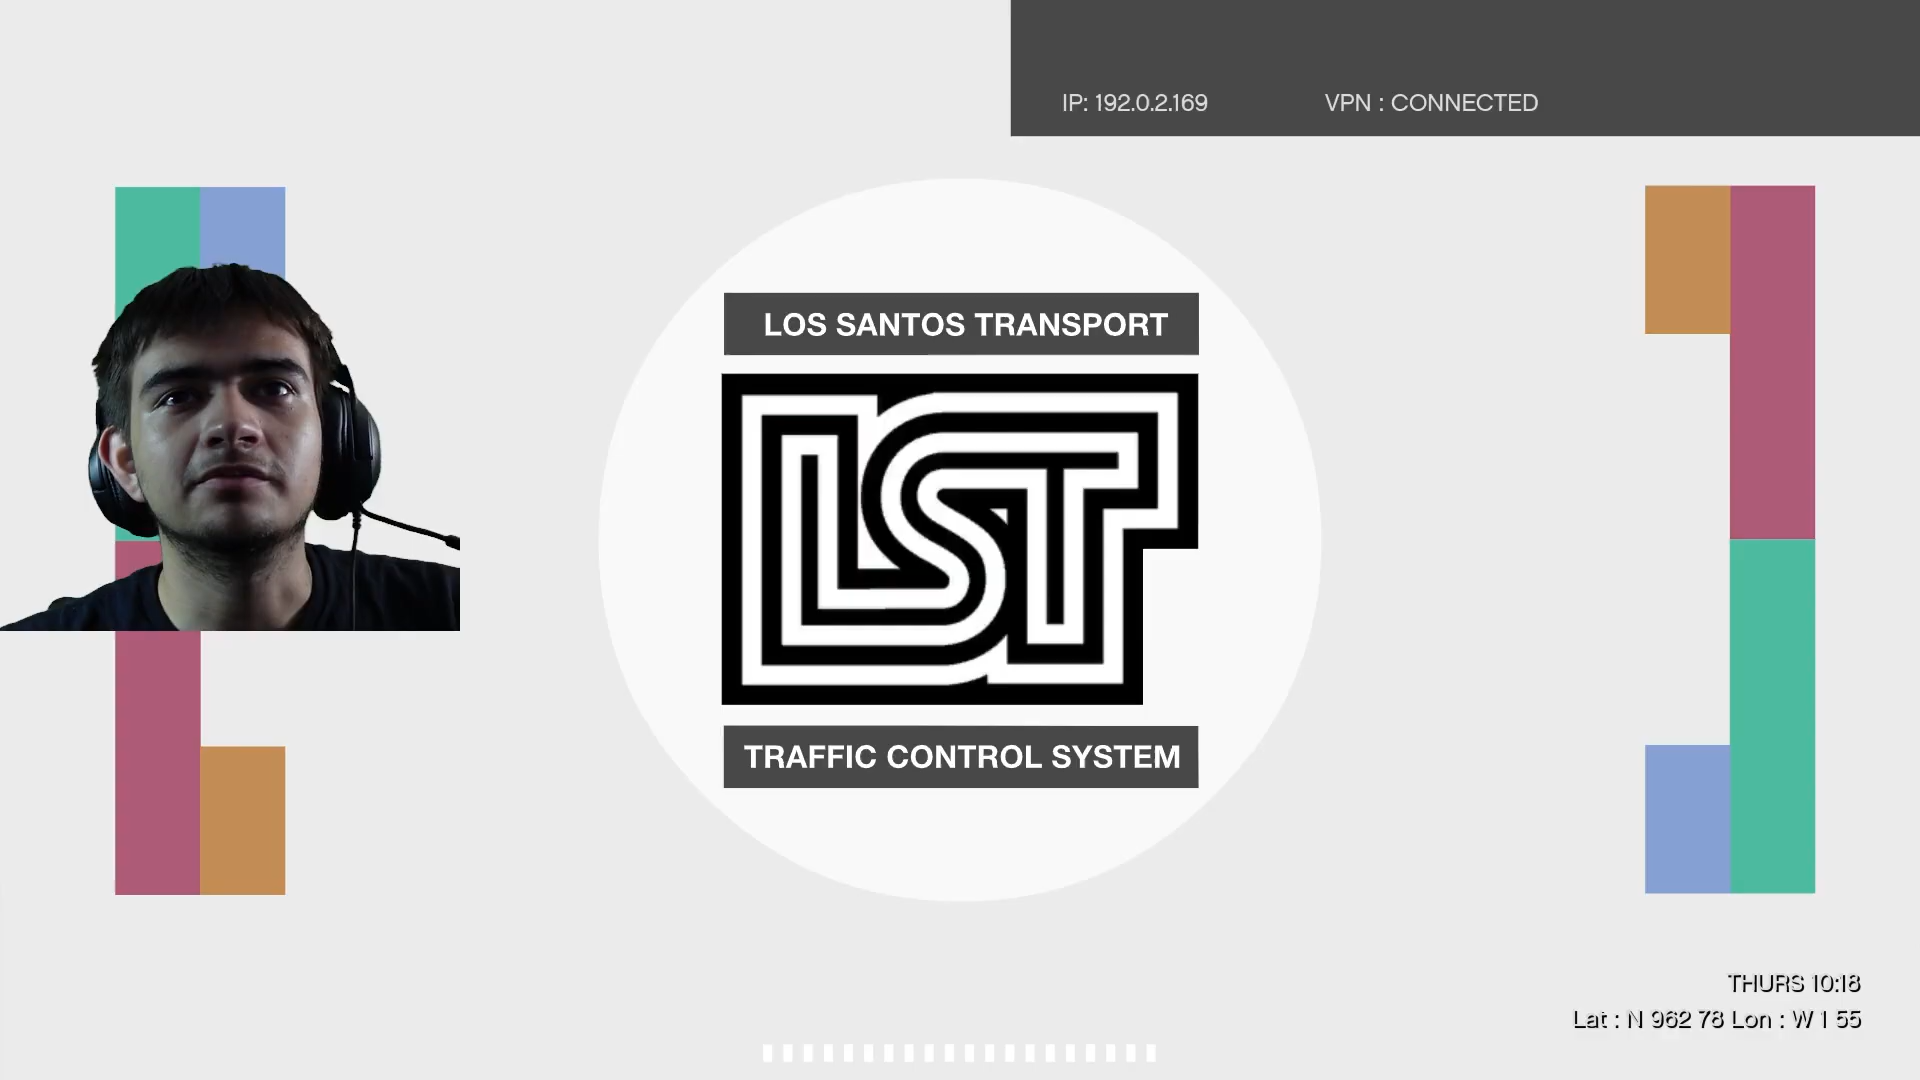 IP: 192.0.2.169 VPN : CONNECTED
LOS SANTOS TRANSPORT
LST
TRAFFIC CONTROL SYSTEM
THURS 10:18
Lat : N 962 78 Lon : W 1 55